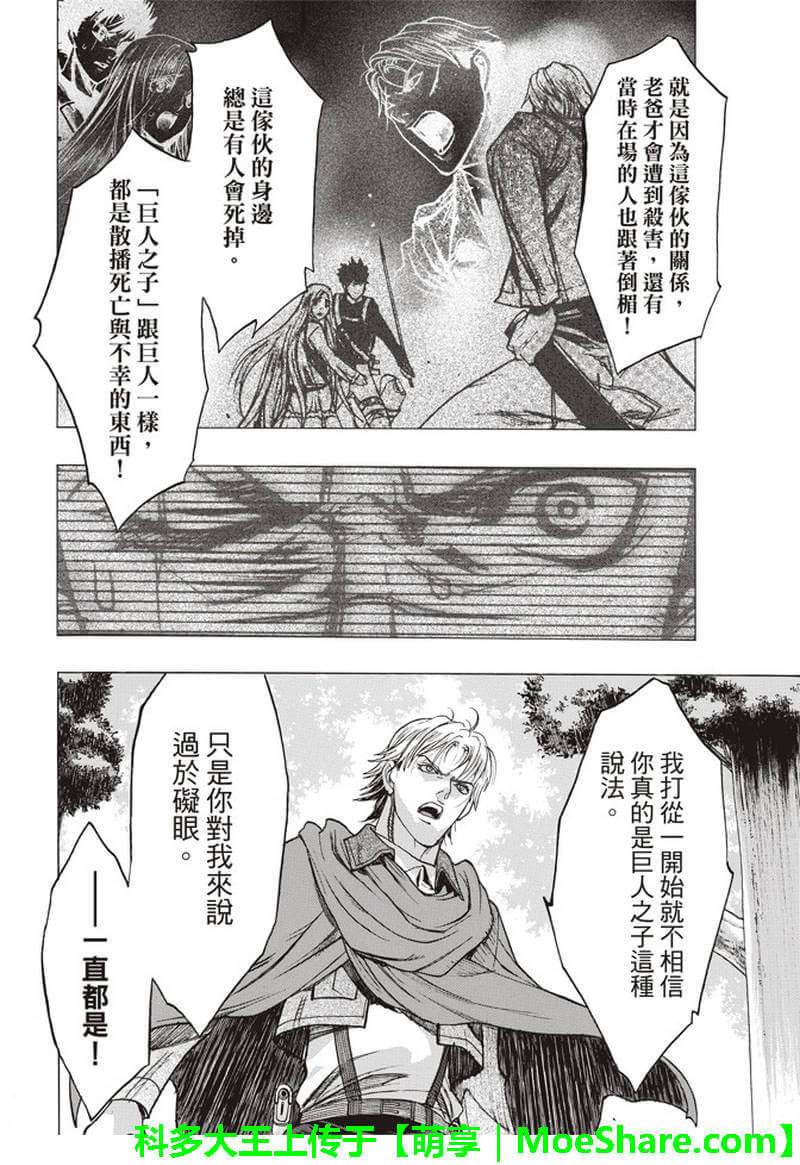 就是因為這傢伙的關係，
老爸才會遭到殺害，還有
當時在場的人也跟著倒楣！
這傢伙的身邊
總是有人會死掉。
「巨人之子」跟巨人一樣，
都是散播死亡與不幸的東西！
我打從一開始就不相信
你真的是巨人之子這種
說法。
只是你對我來說
過於礙眼。
——一直都是！
科多大王上传于【萌享】|MoeShare.com】